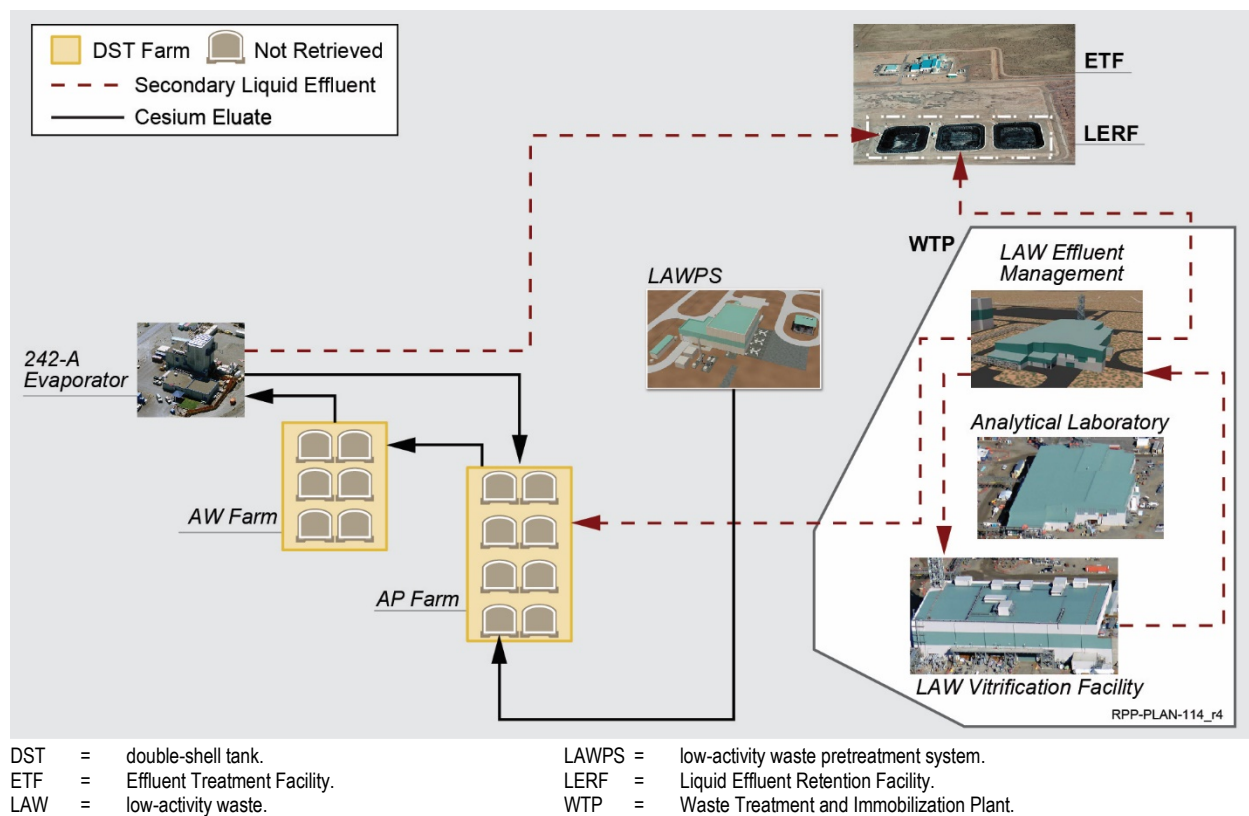 DST Farm Not Retrieved
Secondary Liquid Effluent
Cesium Eluate
ETF
LERF
WTP
LAW Effluent
Management
LAWPS
242-A
Evaporator
Analytical Laboratory
AW Farm
AP Farm
LAW Vitrification Facility
RPP-PLAN-114_r4
DST = double-shell tank.
ETF = Effluent Treatment Facility.
LAW = low-activity waste.
LAWPS = low-activity waste pretreatment system.
LERF = Liquid Effluent Retention Facility.
WTP = Waste Treatment and Immobilization Plant.